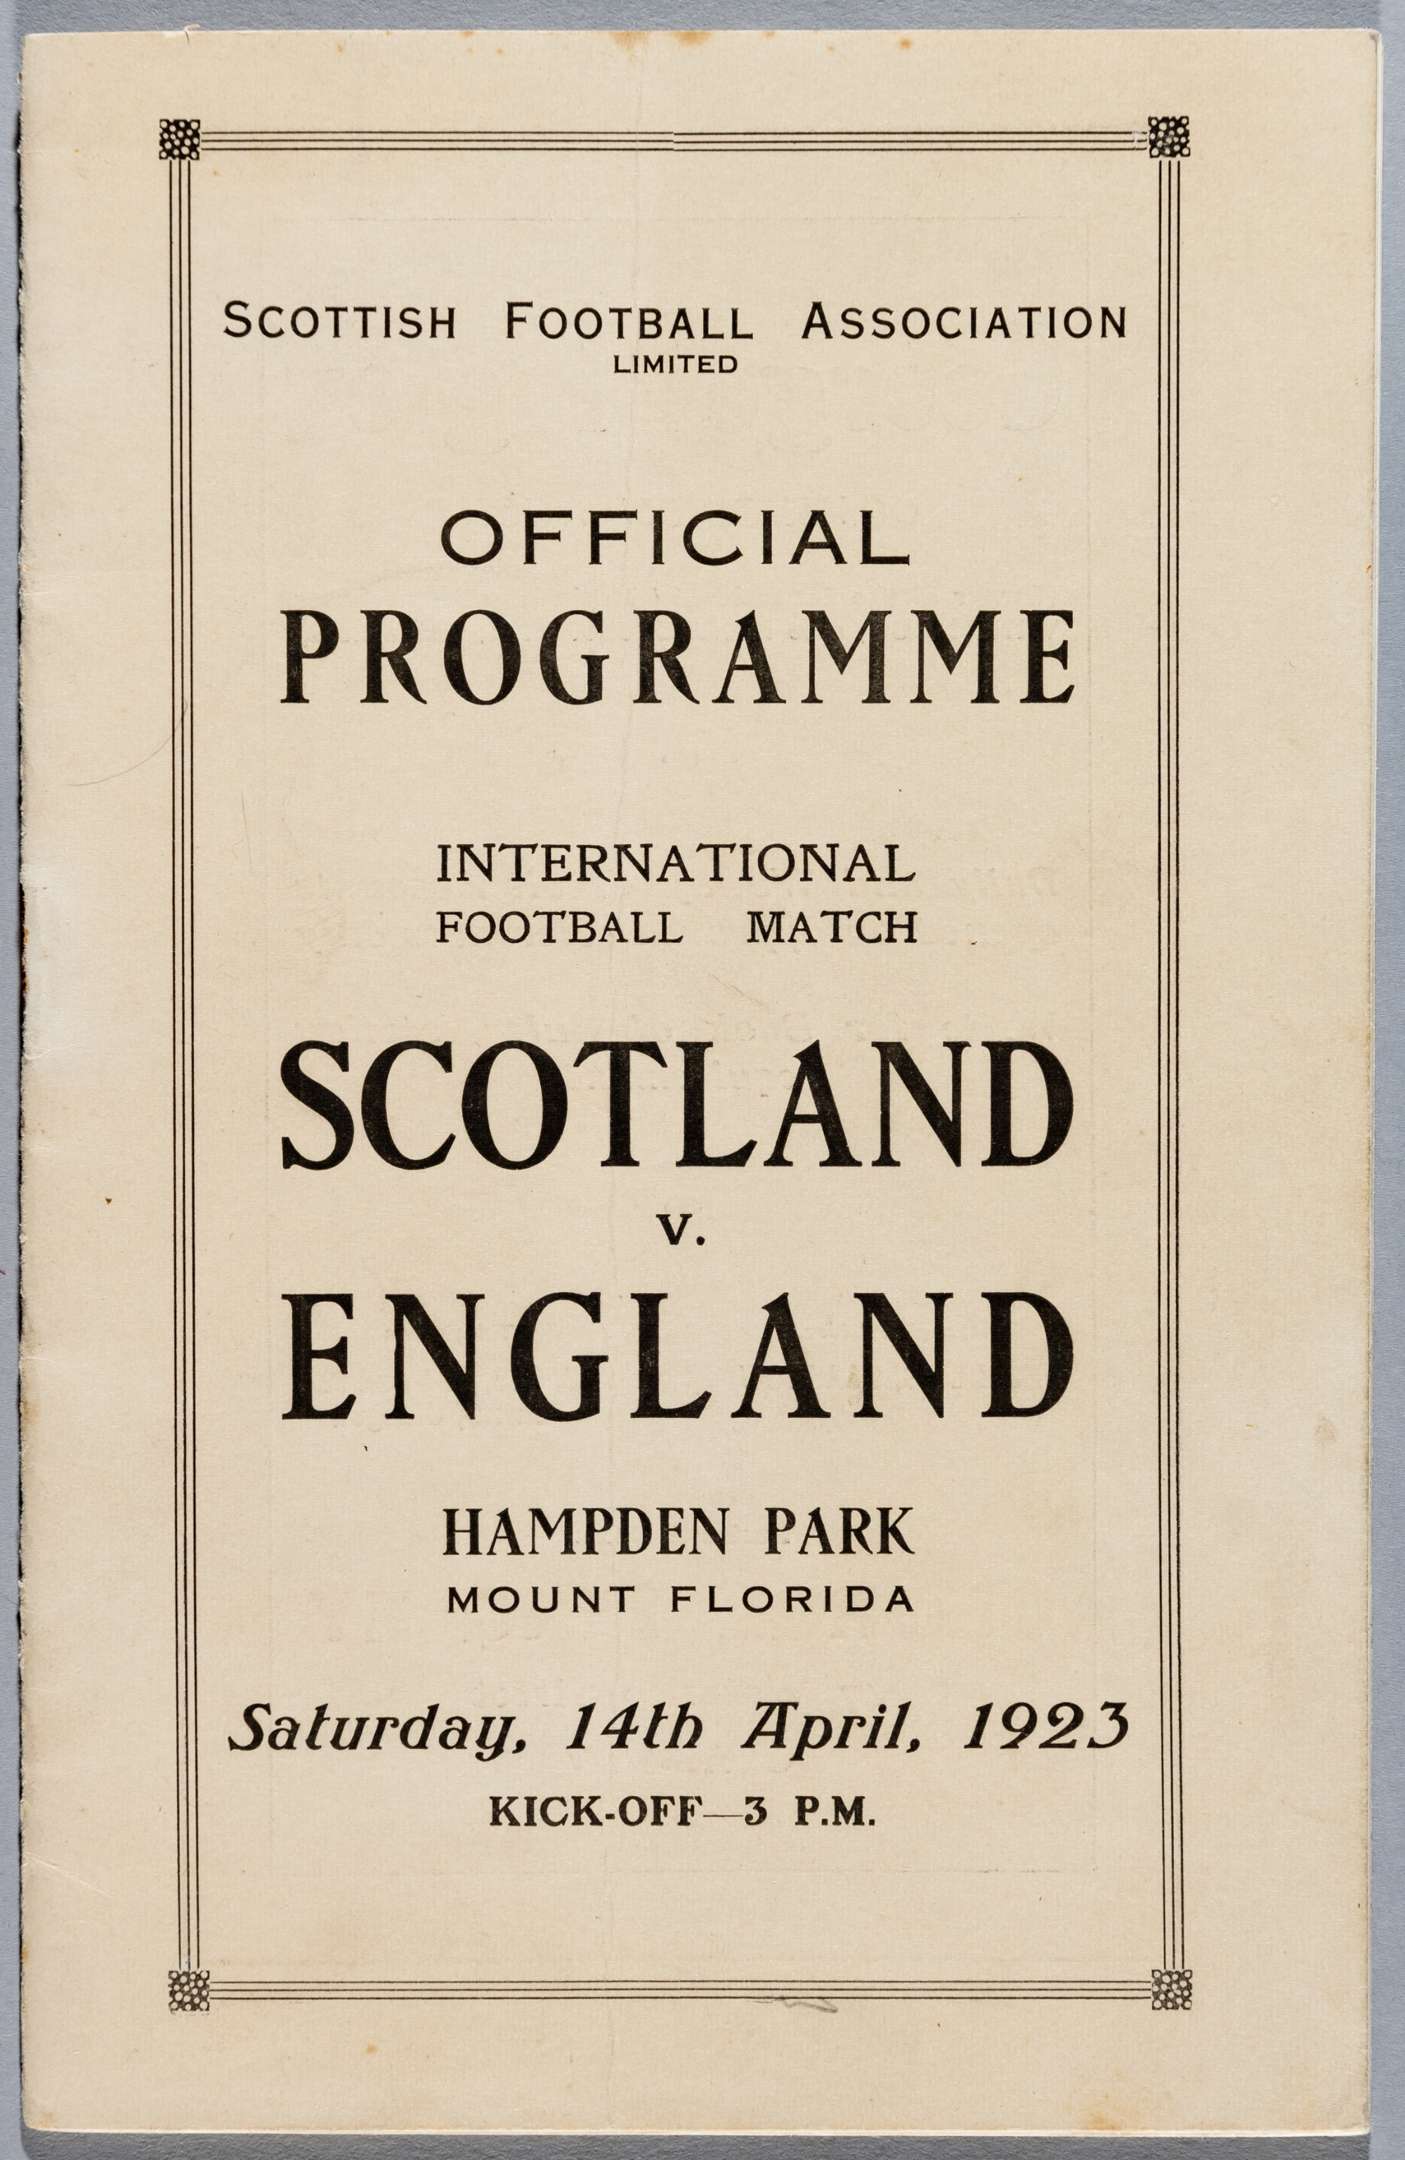 SCOTTISH FOOTBALL ASSOCIATION
LIMITED
OFFICIAL
PROGRAMME
INTERNATIONAL
FOOTBALL MATCH
SCOTLAND
v.
ENGLAND
HAMPDEN PARK
MOUNT FLORIDA
Saturday, 14th April, 1923
KICK-OFF—3 P.M.